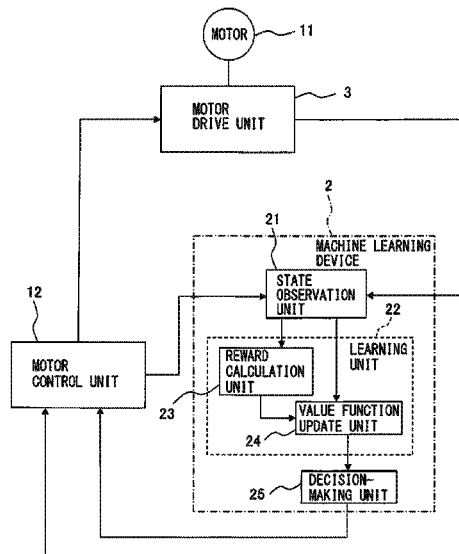 MOTOR
11
MOTOR
DRIVE UNIT
3
2
21
MACHINE LEARNING
DEVICE
STATE
OBSERVATION
UNIT
12
22
MOTOR
CONTROL UNIT
REWARD
CALCULATION
UNIT
LEARNING
UNIT
23
VALUE FUNCTION
UPDATE UNIT
24
DECISION-
MAKING UNIT
25